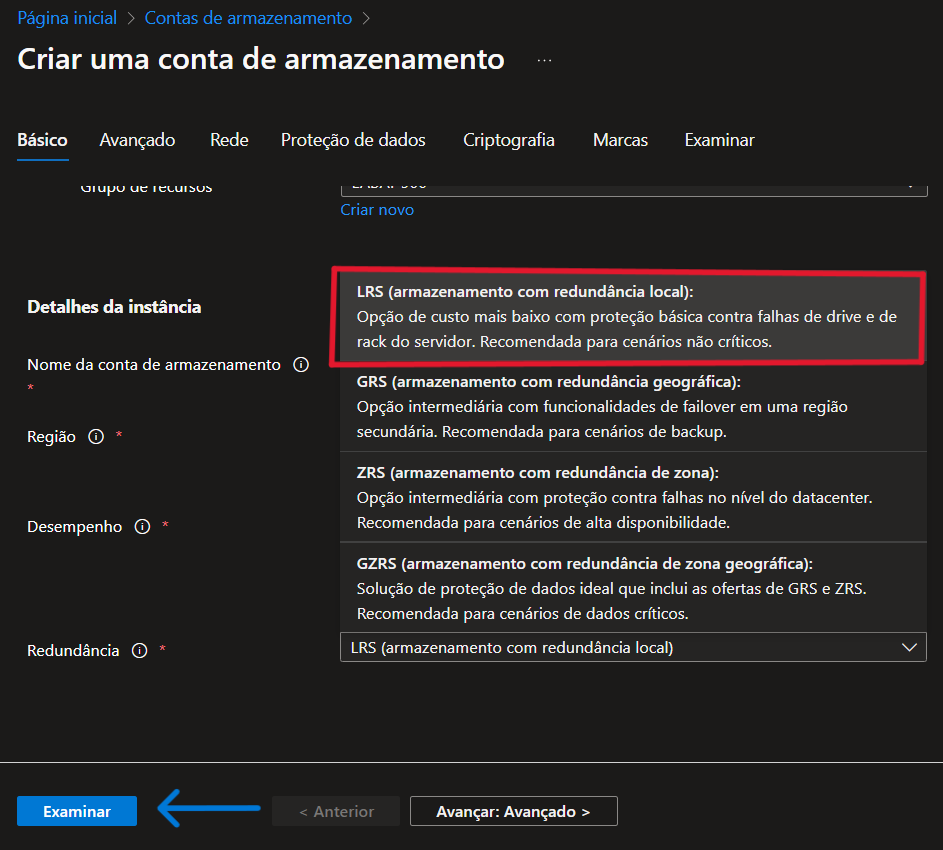 Página inicial > Contas de armazenamento >
Criar uma conta de armazenamento ...
Básico Avançado Rede Proteção de dados Criptografia Marcas Examinar
Grupo de recursos
Criar novo
Detalhes da instância
LRS (armazenamento com redundância local):
Opção de custo mais baixo com proteção básica contra falhas de drive e de
rack do servidor. Recomendada para cenários não críticos.
Nome da conta de armazenamento
*
GRS (armazenamento com redundância geográfica):
Opção intermediária com funcionalidades de failover em uma região
secundária. Recomendada para cenários de backup.
Região *
ZRS (armazenamento com redundância de zona):
Opção intermediária com proteção contra falhas no nível do datacenter.
Recomendada para cenários de alta disponibilidade.
Desempenho *
GZRS (armazenamento com redundância de zona geográfica):
Solução de proteção de dados ideal que inclui as ofertas de GRS e ZRS.
Recomendada para cenários de dados críticos.
Redundância *
LRS (armazenamento com redundância local)
Examinar < Anterior Avançar: Avançado >